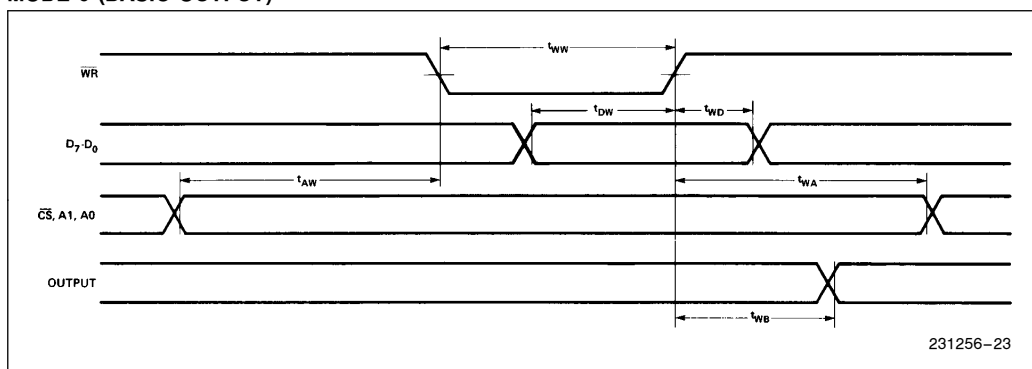 MODE 0 (BASIC OUTPUT)
tWW
WR
tDW
tWD
D7-D0
tAW
tWA
CS, A1, A0
OUTPUT
tWB
231256–23